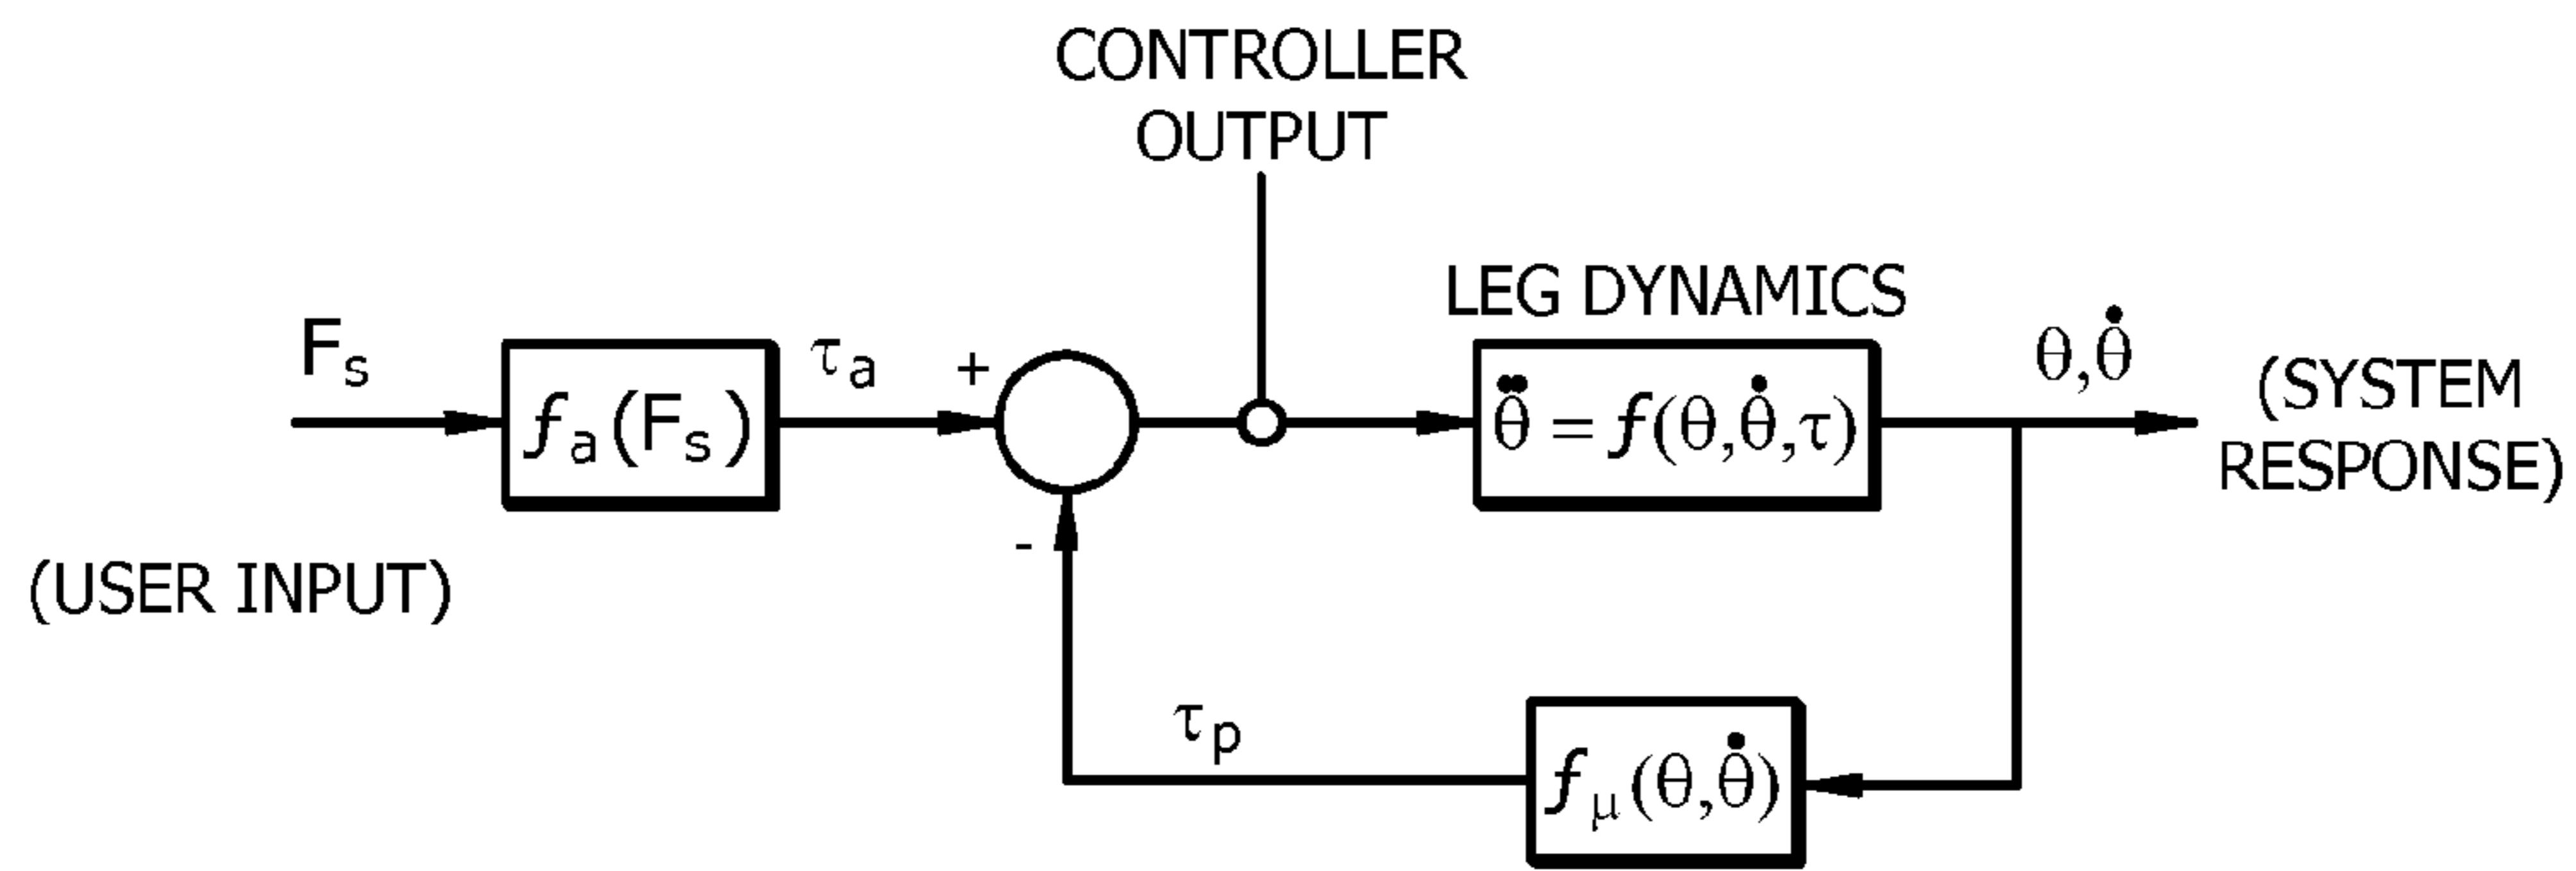 CONTROLLER
OUTPUT
LEG DYNAMICS
Fs
fa(Fs)
τa
+
θ̈ = f(θ,θ̇,τ)
θ,θ̇
(SYSTEM
RESPONSE)
-
(USER INPUT)
τp
fμ(θ,θ̇)